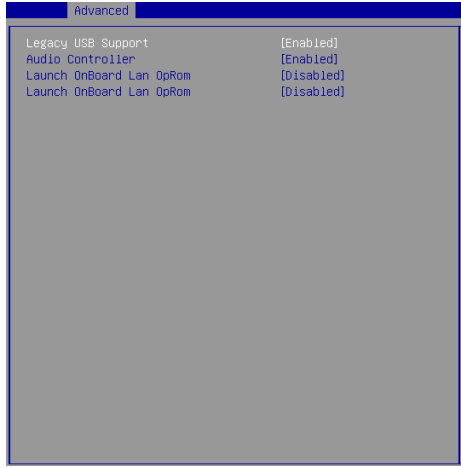 Advanced
Legacy USB Support [Enabled]
Audio Controller [Enabled]
Launch OnBoard Lan OpRom [Disabled]
Launch OnBoard Lan OpRom [Disabled]